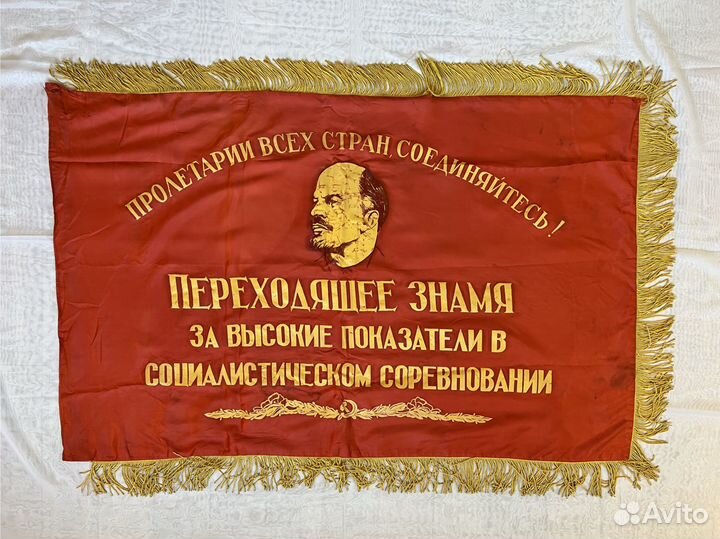 ПРОЛЕТАРИИ ВСЕХ СТРАН, СОЕДИНЯЙТЕСЬ!
ПЕРЕХОДЯЩЕЕ ЗНАМЯ
ЗА ВЫСОКИЕ ПОКАЗАТЕЛИ В
СОЦИАЛИСТИЧЕСКОМ СОРЕВНОВАНИИ
Avito